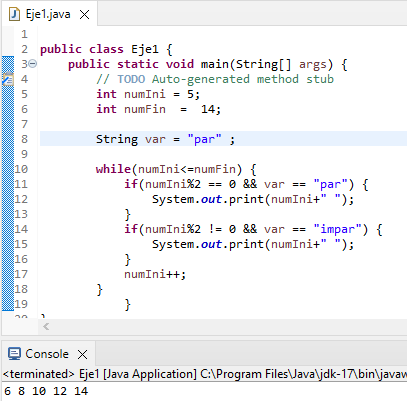 Eje1.java
1
2 public class Eje1 {
3 public static void main(String[] args) {
4 // TODO Auto-generated method stub
5 int numIni = 5;
6 int numFin  =  14;
7
8 String var = "par" ;
9
10 while(numIni<=numFin) {
11 if(numIni%2 == 0 && var == "par") {
12 System.out.print(numIni+" ");
13 }
14 if(numIni%2 != 0 && var == "impar") {
15 System.out.print(numIni+" ");
16 }
17 numIni++;
18 }
19 }
Console
<terminated> Eje1 [Java Application] C:\Program Files\Java\jdk-17\bin\javaw
6 8 10 12 14